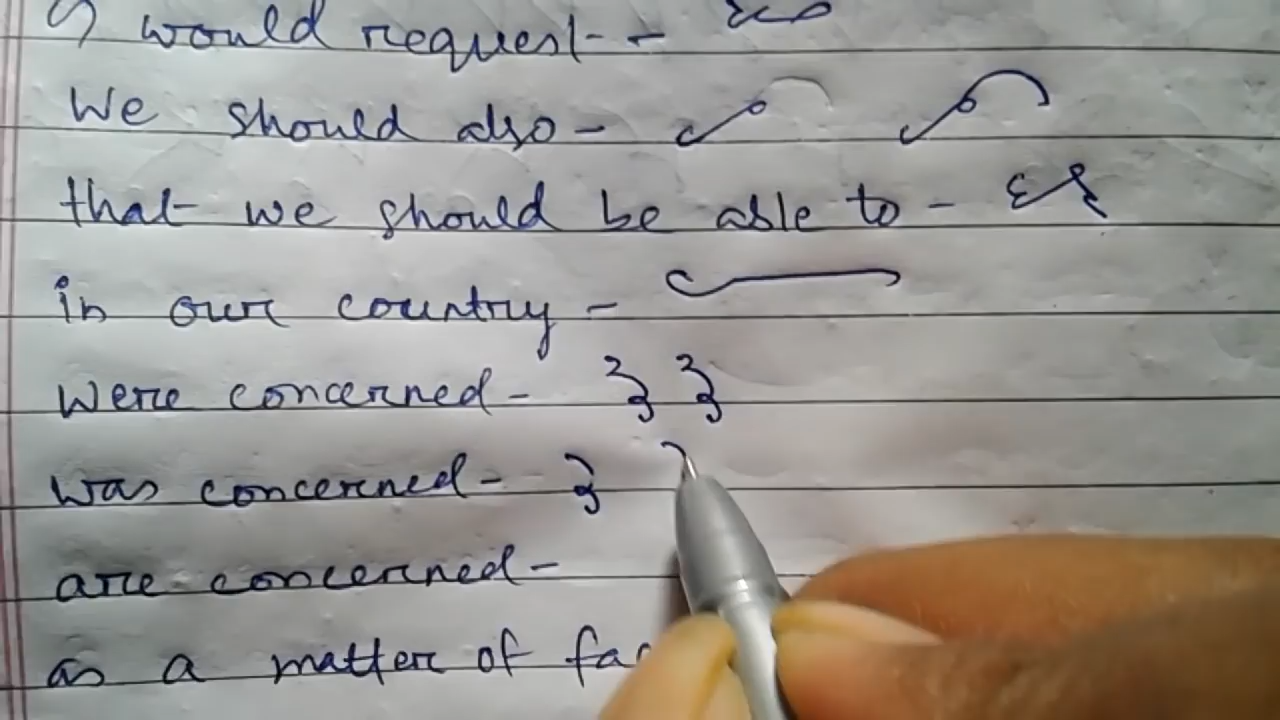 I would request -
We should also -
that we should be able to -
in our country -
were concerned -
was concerned -
are concerned -
as a matter of